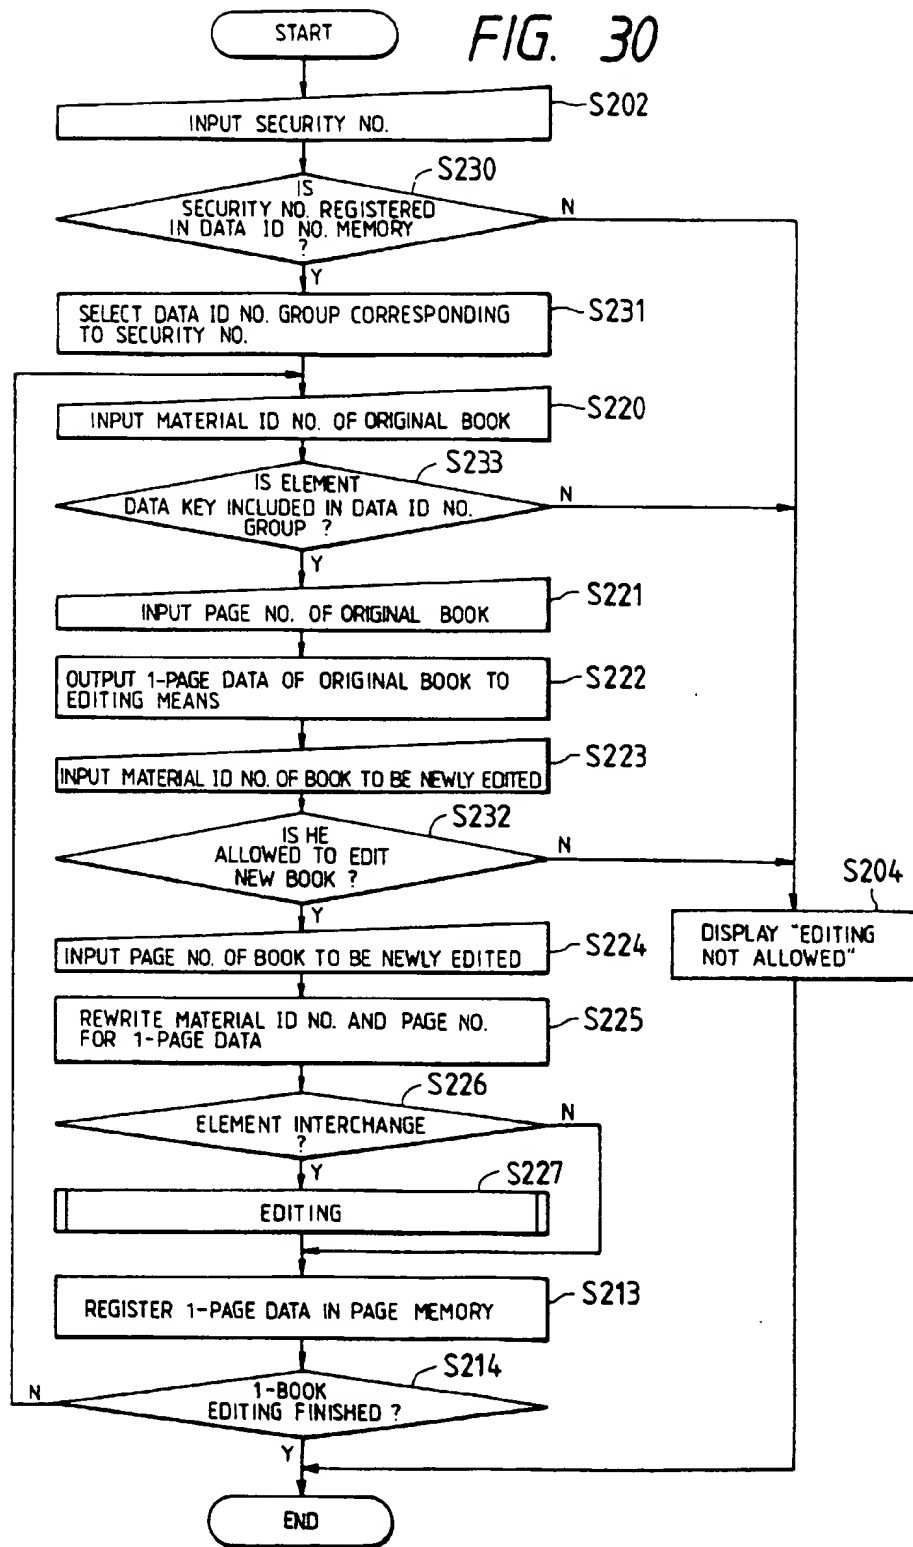 START
FIG. 30
INPUT SECURITY NO.
S202
S230
IS
SECURITY NO. REGISTERED
IN DATA ID NO. MEMORY
?
N
Y
SELECT DATA ID NO. GROUP CORRESPONDING
TO SECURITY NO.
S231
INPUT MATERIAL ID NO. OF ORIGINAL BOOK
S220
S233
IS ELEMENT
DATA KEY INCLUDED IN DATA ID NO.
GROUP ?
N
Y
INPUT PAGE NO. OF ORIGINAL BOOK
S221
OUTPUT 1-PAGE DATA OF ORIGINAL BOOK TO
EDITING MEANS
S222
INPUT MATERIAL ID NO. OF BOOK TO BE NEWLY EDITED
S223
S232
IS HE
ALLOWED TO EDIT
NEW BOOK ?
N
Y
S204
DISPLAY "EDITING
NOT ALLOWED"
INPUT PAGE NO. OF BOOK TO BE NEWLY EDITED
S224
REWRITE MATERIAL ID NO. AND PAGE NO.
FOR 1-PAGE DATA
S225
S226
ELEMENT INTERCHANGE
?
N
Y
S227
EDITING
REGISTER 1-PAGE DATA IN PAGE MEMORY
S213
S214
1-BOOK
EDITING FINISHED ?
N
Y
END